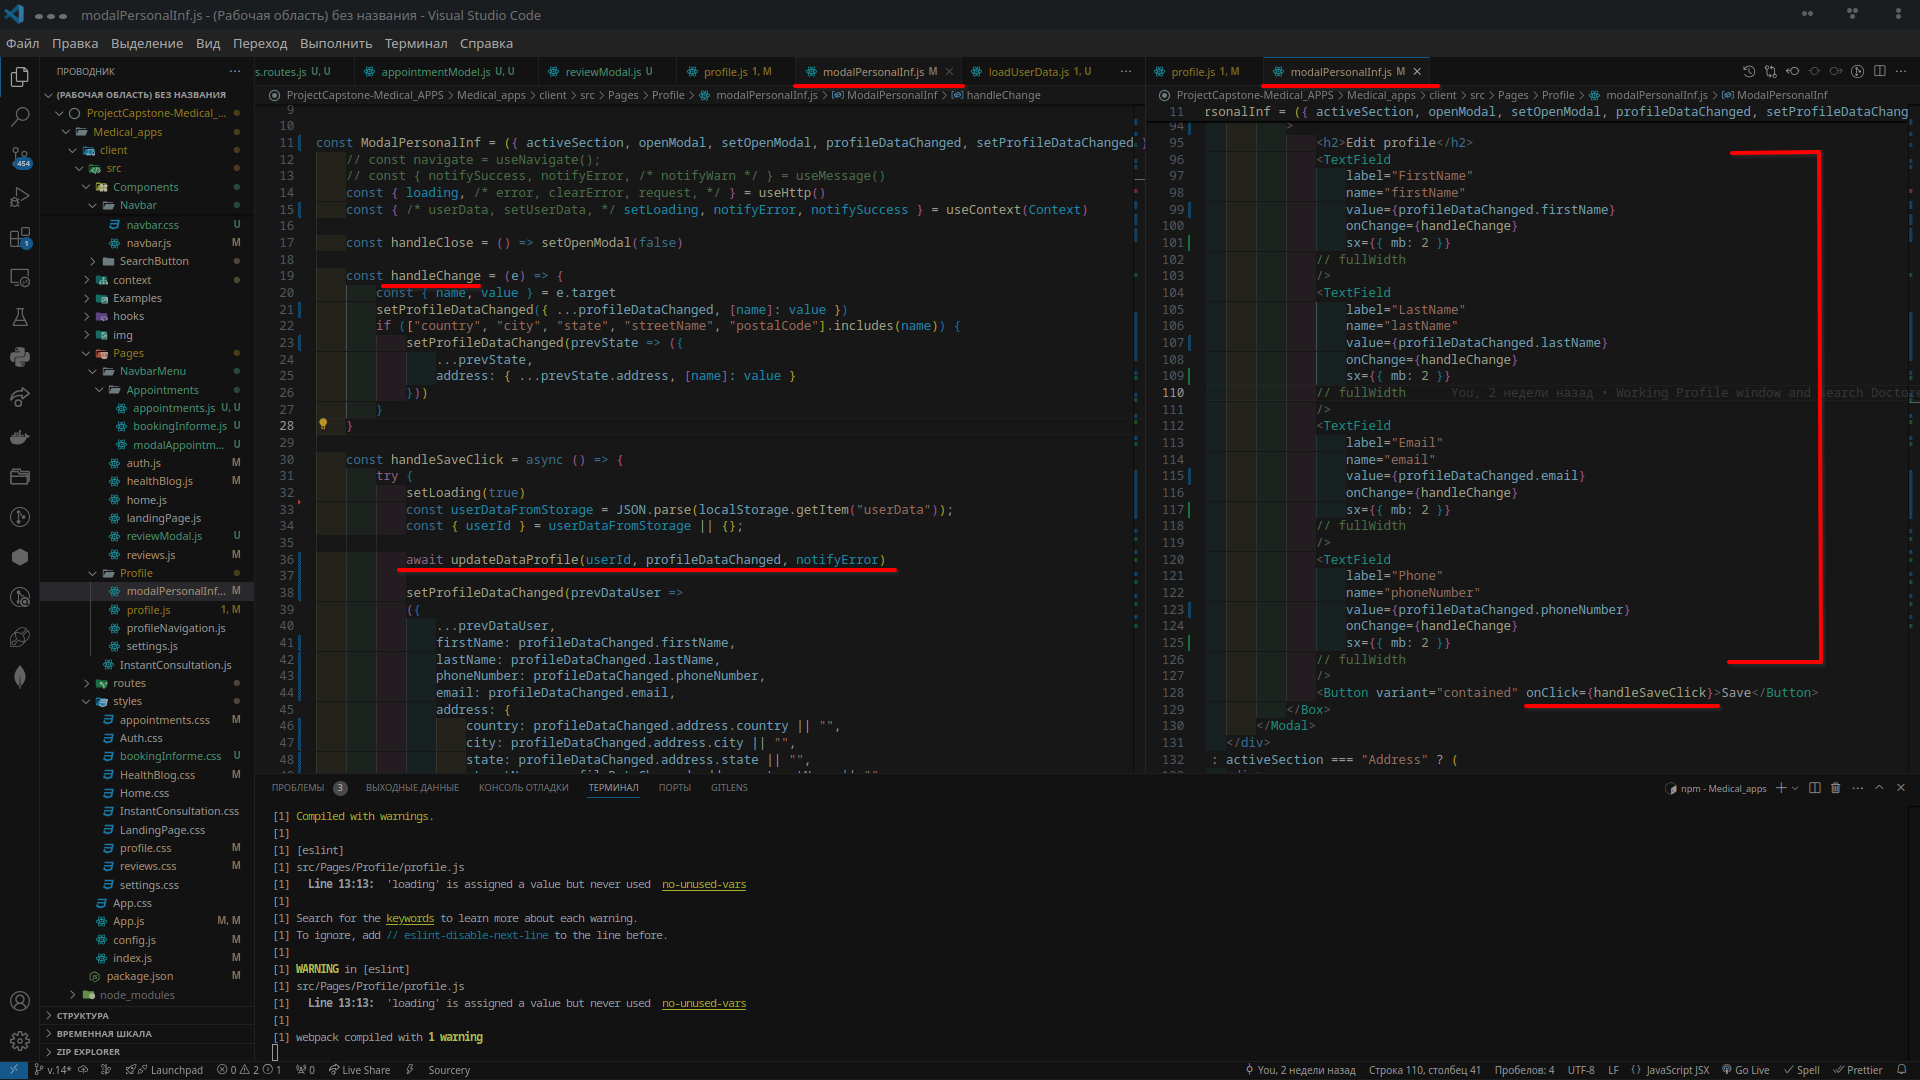 modalPersonalInf.js - (Рабочая область) без названия - Visual Studio Code
Файл Правка Выделение Вид Переход Выполнить Терминал Справка
ПРОВОДНИК
(РАБОЧАЯ ОБЛАСТЬ) БЕЗ НАЗВАНИЯ
ProjectCapstone-Medical_...
Medical_apps
client
src
Components
Navbar
navbar.css U
navbar.js M
SearchButton
context
Examples
hooks
img
Pages
NavbarMenu
Appointments
appointments.js U, U
bookingInforme.js U
modalAppointm... U
auth.js M
healthBlog.js M
home.js
landingPage.js
reviewModal.js U
reviews.js M
Profile
modalPersonalInf... M
profile.js 1, M
profileNavigation.js
settings.js
InstantConsultation.js
routes
styles
appointments.css M
Auth.css
bookingInforme.css U
HealthBlog.css M
Home.css
InstantConsultation.css
LandingPage.css
profile.css M
reviews.css M
settings.css
App.css
App.js M, M
config.js M
index.js M
package.json M
node_modules
СТРУКТУРА
ВРЕМЕННАЯ ШКАЛА
ZIP EXPLORER
454
1
s.routes.js U, U appointmentModel.js U, U reviewModal.js U profile.js 1, M modalPersonalInf.js M loadUserData.js 1, U
ProjectCapstone-Medical_APPS > Medical_apps > client > src > Pages > Profile > modalPersonalInf.js > ModalPersonalInf > handleChange
9
10
11 const ModalPersonalInf = ({ activeSection, openModal, setOpenModal, profileDataChanged, setProfileDataChanged }
12 // const navigate = useNavigate();
13 // const { notifySuccess, notifyError, /* notifyWarn */ } = useMessage()
14 const { loading, /* error, clearError, request, */ } = useHttp()
15 const { /* userData, setUserData, */ setLoading, notifyError, notifySuccess } = useContext(Context)
16
17 const handleClose = () => setOpenModal(false)
18
19 const handleChange = (e) => {
20 const { name, value } = e.target
21 setProfileDataChanged({ ...profileDataChanged, [name]: value })
22 if (["country", "city", "state", "streetName", "postalCode"].includes(name)) {
23 setProfileDataChanged(prevState => ({
24 ...prevState,
25 address: { ...prevState.address, [name]: value }
26 }))
27 }
28 }
29
30 const handleSaveClick = async () => {
31 try {
32 setLoading(true)
33 const userDataFromStorage = JSON.parse(localStorage.getItem("userData"));
34 const { userId } = userDataFromStorage || {};
35
36 await updateDataProfile(userId, profileDataChanged, notifyError)
37
38 setProfileDataChanged(prevDataUser =>
39 ({
40 ...prevDataUser,
41 firstName: profileDataChanged.firstName,
42 lastName: profileDataChanged.lastName,
43 phoneNumber: profileDataChanged.phoneNumber,
44 email: profileDataChanged.email,
45 address: {
46 country: profileDataChanged.address.country || "",
47 city: profileDataChanged.address.city || "",
48 state: profileDataChanged.address.state || "",
profile.js 1, M modalPersonalInf.js M
ProjectCapstone-Medical_APPS > Medical_apps > client > src > Pages > Profile > modalPersonalInf.js > ModalPersonalInf
11 rsonalInf = ({ activeSection, openModal, setOpenModal, profileDataChanged, setProfileDataChang
94 >
95 <h2>Edit profile</h2>
96 <TextField
97 label="FirstName"
98 name="firstName"
99 value={profileDataChanged.firstName}
100 onChange={handleChange}
101 sx={{ mb: 2 }}
102 // fullWidth
103 />
104 <TextField
105 label="LastName"
106 name="lastName"
107 value={profileDataChanged.lastName}
108 onChange={handleChange}
109 sx={{ mb: 2 }}
110 // fullWidth You, 2 недели назад • Working Profile window and search Doctor
111 />
112 <TextField
113 label="Email"
114 name="email"
115 value={profileDataChanged.email}
116 onChange={handleChange}
117 sx={{ mb: 2 }}
118 // fullWidth
119 />
120 <TextField
121 label="Phone"
122 name="phoneNumber"
123 value={profileDataChanged.phoneNumber}
124 onChange={handleChange}
125 sx={{ mb: 2 }}
126 // fullWidth
127 />
128 <Button variant="contained" onClick={handleSaveClick}>Save</Button>
129 </Box>
130 </Modal>
131 </div>
132 : activeSection === "Address" ? (
ПРОБЛЕМЫ 3 ВЫХОДНЫЕ ДАННЫЕ КОНСОЛЬ ОТЛАДКИ ТЕРМИНАЛ ПОРТЫ GITLENS
npm - Medical_apps
[1] Compiled with warnings.
[1]
[1] [eslint]
[1] src/Pages/Profile/profile.js
[1] Line 13:13: 'loading' is assigned a value but never used no-unused-vars
[1]
[1] Search for the keywords to learn more about each warning.
[1] To ignore, add // eslint-disable-next-line to the line before.
[1]
[1] WARNING in [eslint]
[1] src/Pages/Profile/profile.js
[1] Line 13:13: 'loading' is assigned a value but never used no-unused-vars
[1]
[1] webpack compiled with 1 warning
v.14* Launchpad 0 2 1 0 Live Share Sourcery
You, 2 недели назад Строка 110, столбец 41 Пробелов: 4 UTF-8 LF {} JavaScript JSX Go Live Spell Prettier